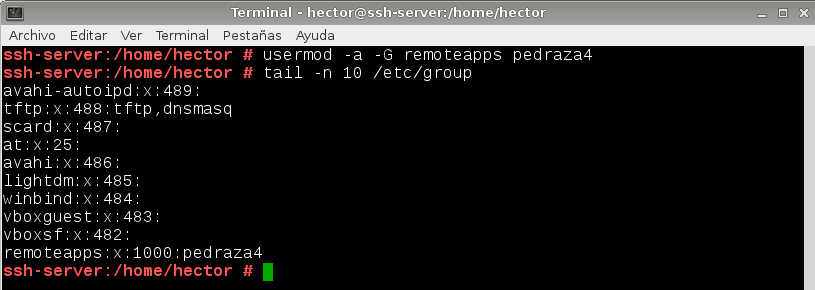 Terminal - hector@ssh-server:/home/hector
Archivo Editar Ver Terminal Pestañas Ayuda
ssh-server:/home/hector # usermod -a -G remoteapps pedraza4
ssh-server:/home/hector # tail -n 10 /etc/group
avahi-autoipd:x:489:
tftp:x:488:tftp,dnsmasq
scard:x:487:
at:x:25:
avahi:x:486:
lightdm:x:485:
winbind:x:484:
vboxguest:x:483:
vboxsf:x:482:
remoteapps:x:1000:pedraza4
ssh-server:/home/hector #